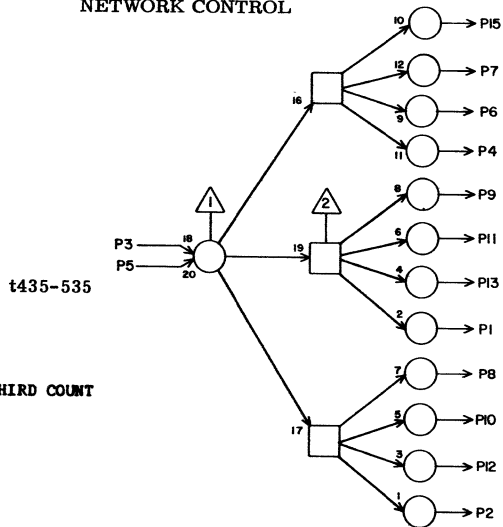 NETWORK CONTROL
10
P15
12
P7
16
9
P6
11
P4
1
2
8
P9
P3
18
6
P11
P5
20
19
4
P13
t435-535
2
P1
HIRD COUNT
7
P8
17
5
P10
3
P12
1
P2